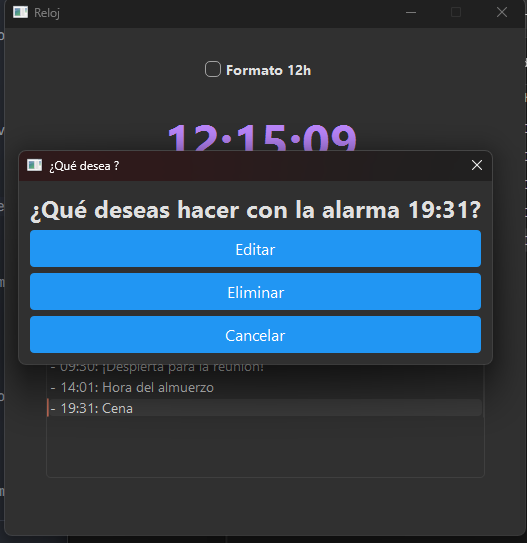 Reloj
Formato 12h
12:15:09
¿Qué desea ?
¿Qué deseas hacer con la alarma 19:31?
Editar
Eliminar
Cancelar
- 09:30: ¡Despierta para la reunión!
- 14:01: Hora del almuerzo
- 19:31: Cena